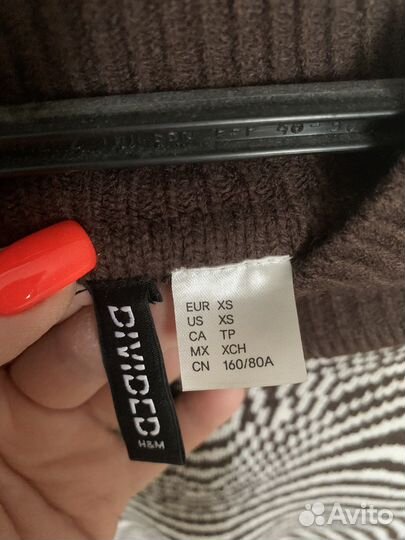 EUR XS
US XS
CA TP
MX XCH
CN 160/80A
DIVIDED
H&M
Avito